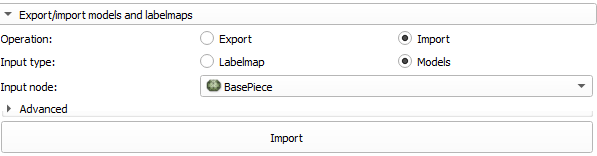 Export/import models and labelmaps
Operation: Export Import
Input type: Labelmap Models
Input node: BasePiece
Advanced
Import